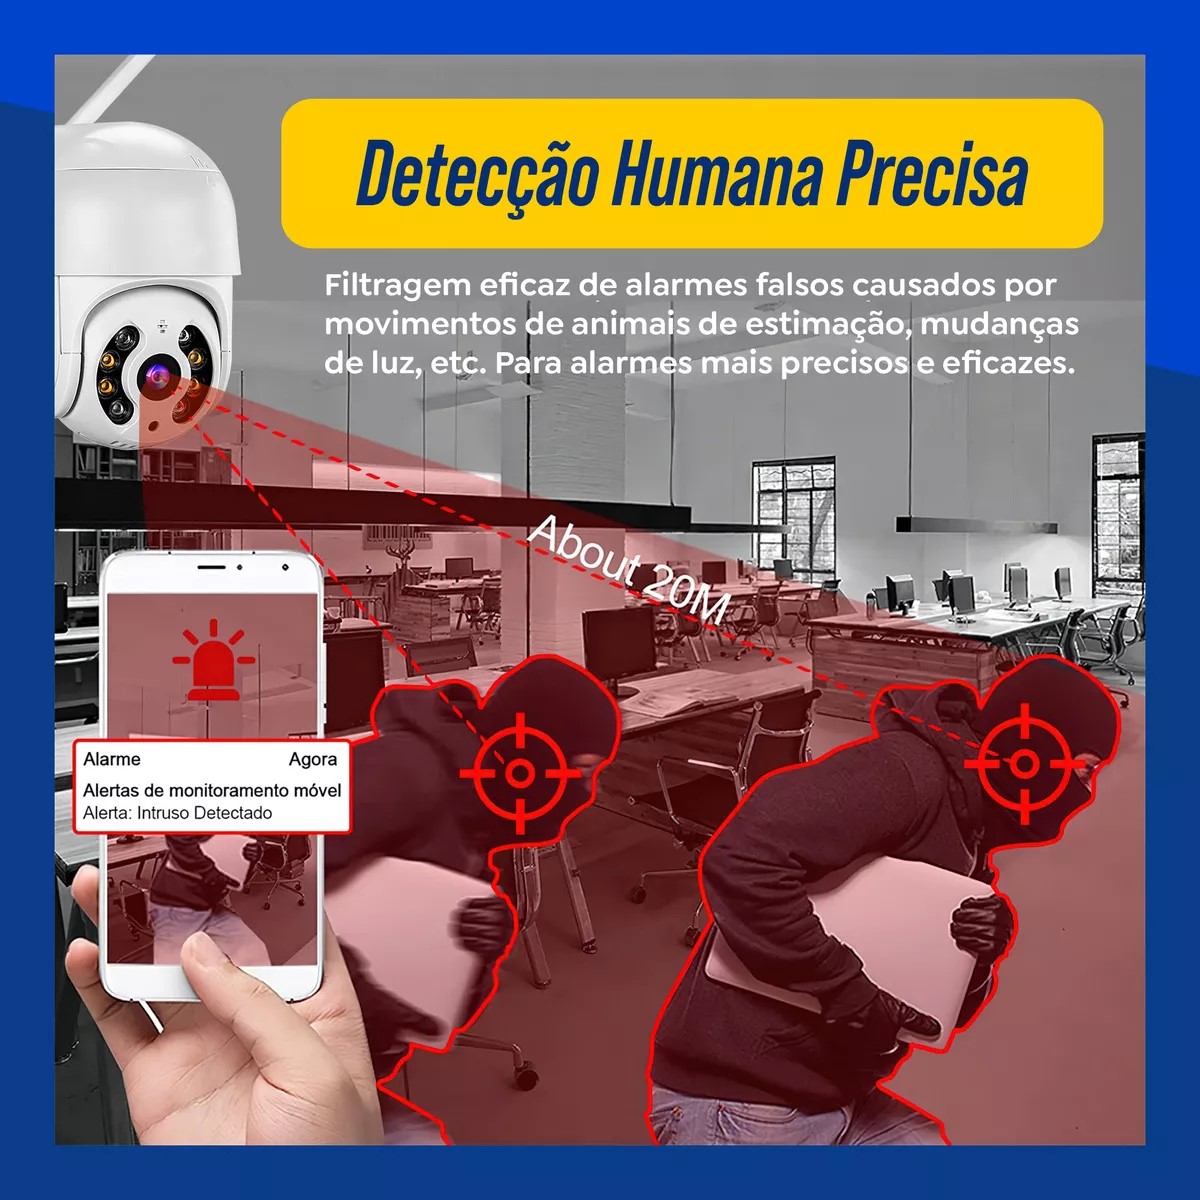 Detecção Humana Precisa
Filtragem eficaz de alarmes falsos causados por
movimentos de animais de estimação, mudanças
de luz, etc. Para alarmes mais precisos e eficazes.
About 20M
Alarme Agora
Alertas de monitoramento móvel
Alerta: Intruso Detectado